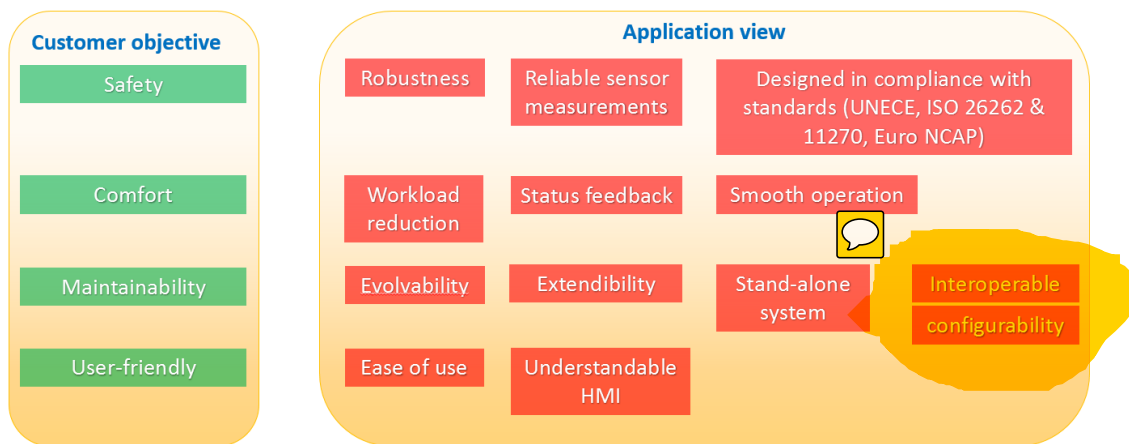 Customer objective
Application view
Safety
Robustness
Reliable sensor
measurements
Designed in compliance with
standards (UNECE, ISO 26262 &
11270, Euro NCAP)
Comfort
Workload
reduction
Status feedback
Smooth operation
Maintainability
Evolvability
Extendibility
Stand-alone
system
Interoperable
configurability
User-friendly
Ease of use
Understandable
HMI